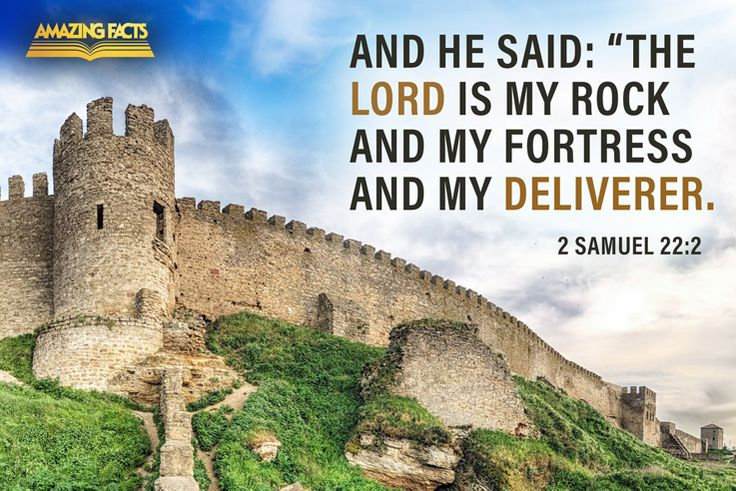 AMAZING FACTS
AND HE SAID: “THE
LORD IS MY ROCK
AND MY FORTRESS
AND MY DELIVERER.
2 SAMUEL 22:2